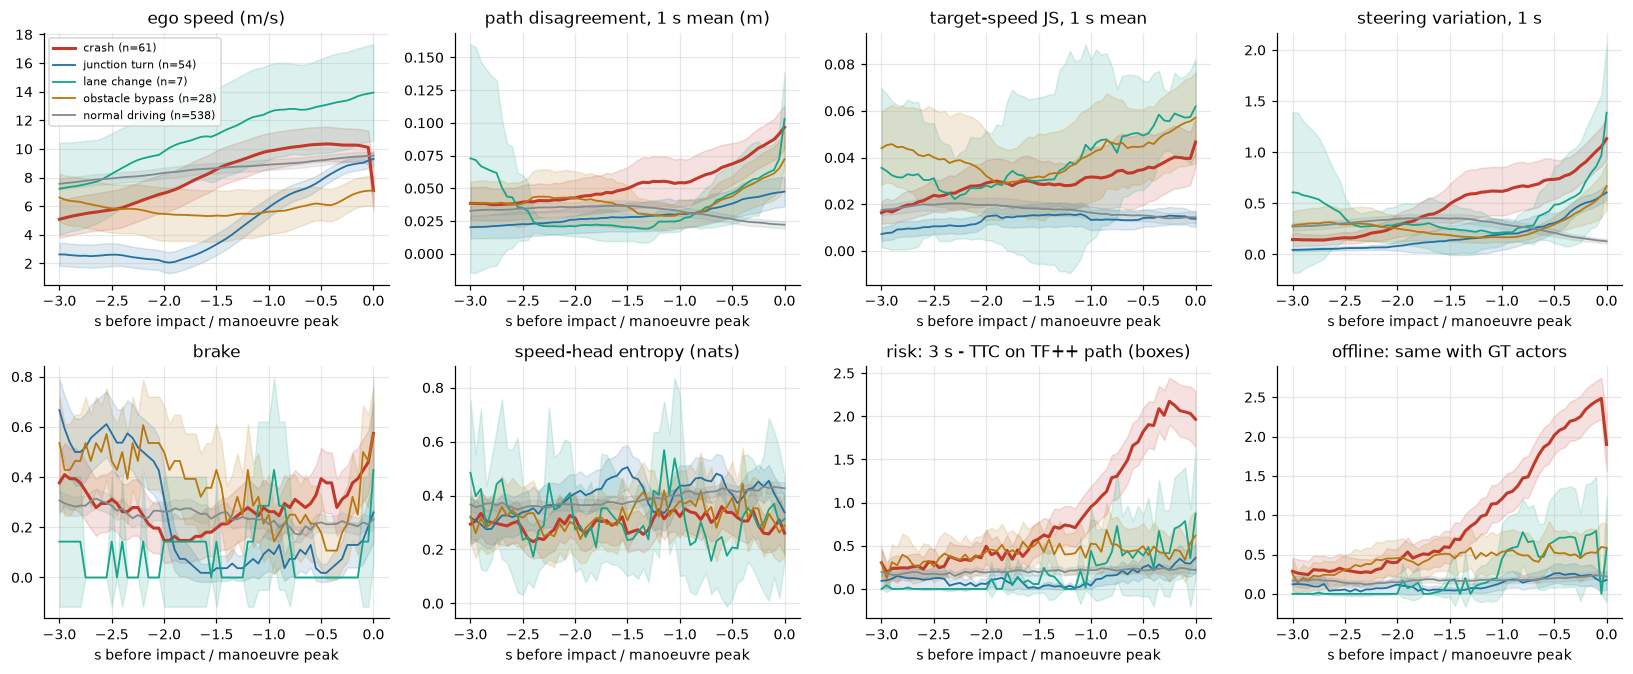 ego speed (m/s)
18
16
14
12
10
8
6
4
2
crash (n=61)
junction turn (n=54)
lane change (n=7)
obstacle bypass (n=28)
normal driving (n=538)
−3.0 −2.5 −2.0 −1.5 −1.0 −0.5 0.0
s before impact / manoeuvre peak
path disagreement, 1 s mean (m)
0.150
0.125
0.100
0.075
0.050
0.025
0.000
−3.0 −2.5 −2.0 −1.5 −1.0 −0.5 0.0
s before impact / manoeuvre peak
target-speed JS, 1 s mean
0.08
0.06
0.04
0.02
0.00
−3.0 −2.5 −2.0 −1.5 −1.0 −0.5 0.0
s before impact / manoeuvre peak
steering variation, 1 s
2.0
1.5
1.0
0.5
0.0
−3.0 −2.5 −2.0 −1.5 −1.0 −0.5 0.0
s before impact / manoeuvre peak
brake
0.8
0.6
0.4
0.2
0.0
−3.0 −2.5 −2.0 −1.5 −1.0 −0.5 0.0
s before impact / manoeuvre peak
speed-head entropy (nats)
0.8
0.6
0.4
0.2
0.0
−3.0 −2.5 −2.0 −1.5 −1.0 −0.5 0.0
s before impact / manoeuvre peak
risk: 3 s - TTC on TF++ path (boxes)
2.5
2.0
1.5
1.0
0.5
0.0
−3.0 −2.5 −2.0 −1.5 −1.0 −0.5 0.0
s before impact / manoeuvre peak
offline: same with GT actors
2.5
2.0
1.5
1.0
0.5
0.0
−3.0 −2.5 −2.0 −1.5 −1.0 −0.5 0.0
s before impact / manoeuvre peak